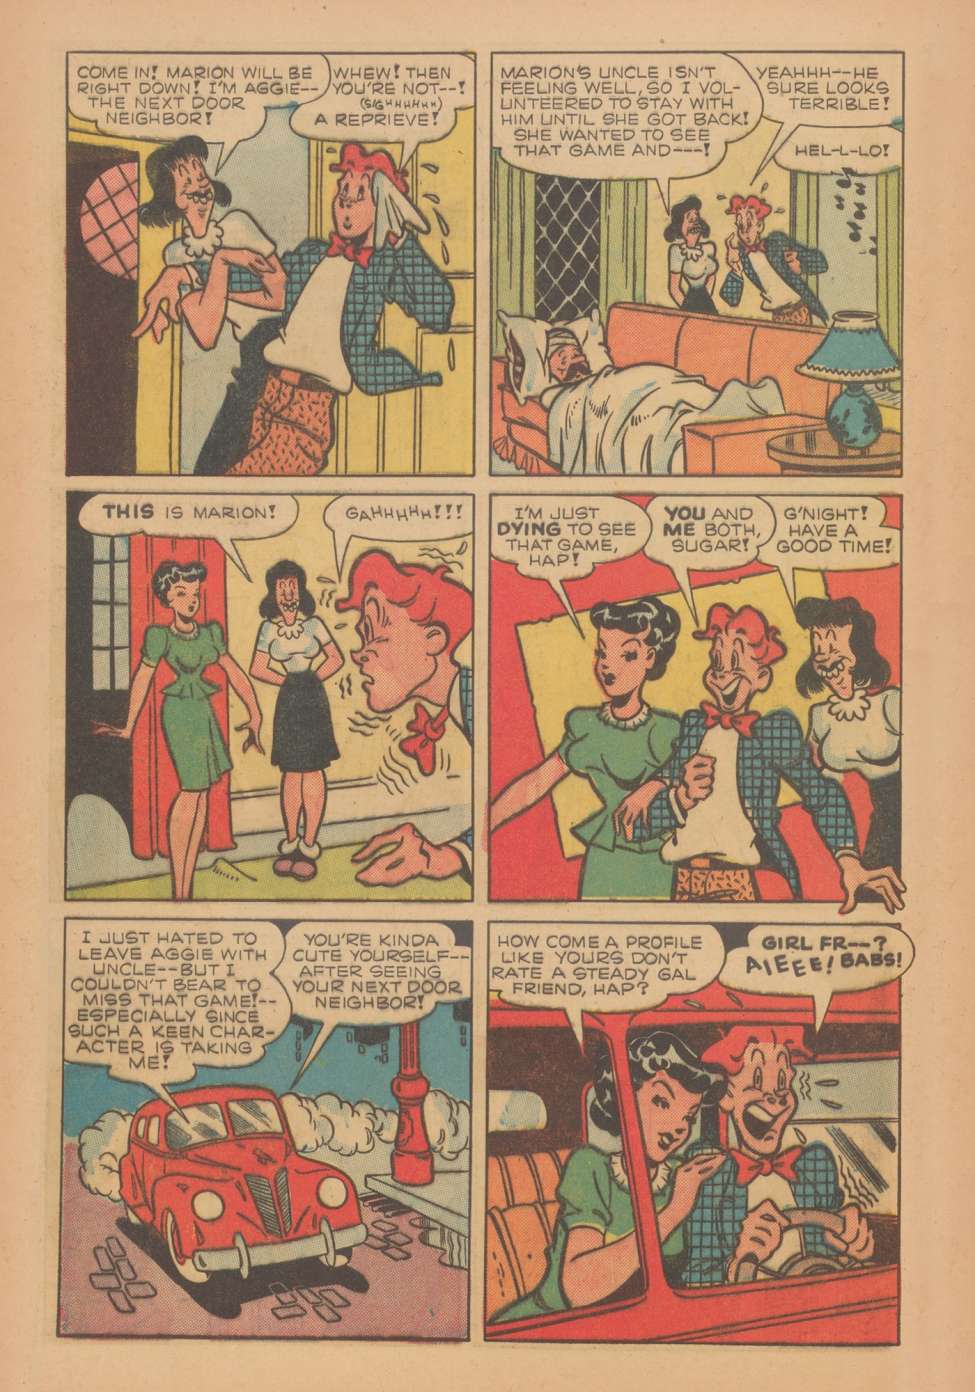 COME IN! MARION WILL BE
RIGHT DOWN! I'M AGGIE--
THE NEXT DOOR
NEIGHBOR!
WHEW! THEN
YOU'RE NOT--!
(SIGHHHHHH)
A REPRIEVE!
MARION'S UNCLE ISN'T
FEELING WELL, SO I VOL-
UNTEERED TO STAY WITH
HIM UNTIL SHE GOT BACK!
SHE WANTED TO SEE
THAT GAME AND---!
YEAHHH--HE
SURE LOOKS
TERRIBLE!
HEL-L-LO!
THIS IS MARION!
GAHHHHH!!!
I'M JUST
DYING TO SEE
THAT GAME,
HAP!
YOU AND
ME BOTH,
SUGAR!
G'NIGHT!
HAVE A
GOOD TIME!
I JUST HATED TO
LEAVE AGGIE WITH
UNCLE--BUT I
COULDN'T BEAR TO
MISS THAT GAME!--
ESPECIALLY SINCE
SUCH A KEEN CHAR-
ACTER IS TAKING
ME!
YOU'RE KINDA
CUTE YOURSELF--
AFTER SEEING
YOUR NEXT DOOR
NEIGHBOR!
HOW COME A PROFILE
LIKE YOURS DON'T
RATE A STEADY GAL
FRIEND, HAP?
GIRL FR--?
AIEEE! BABS!